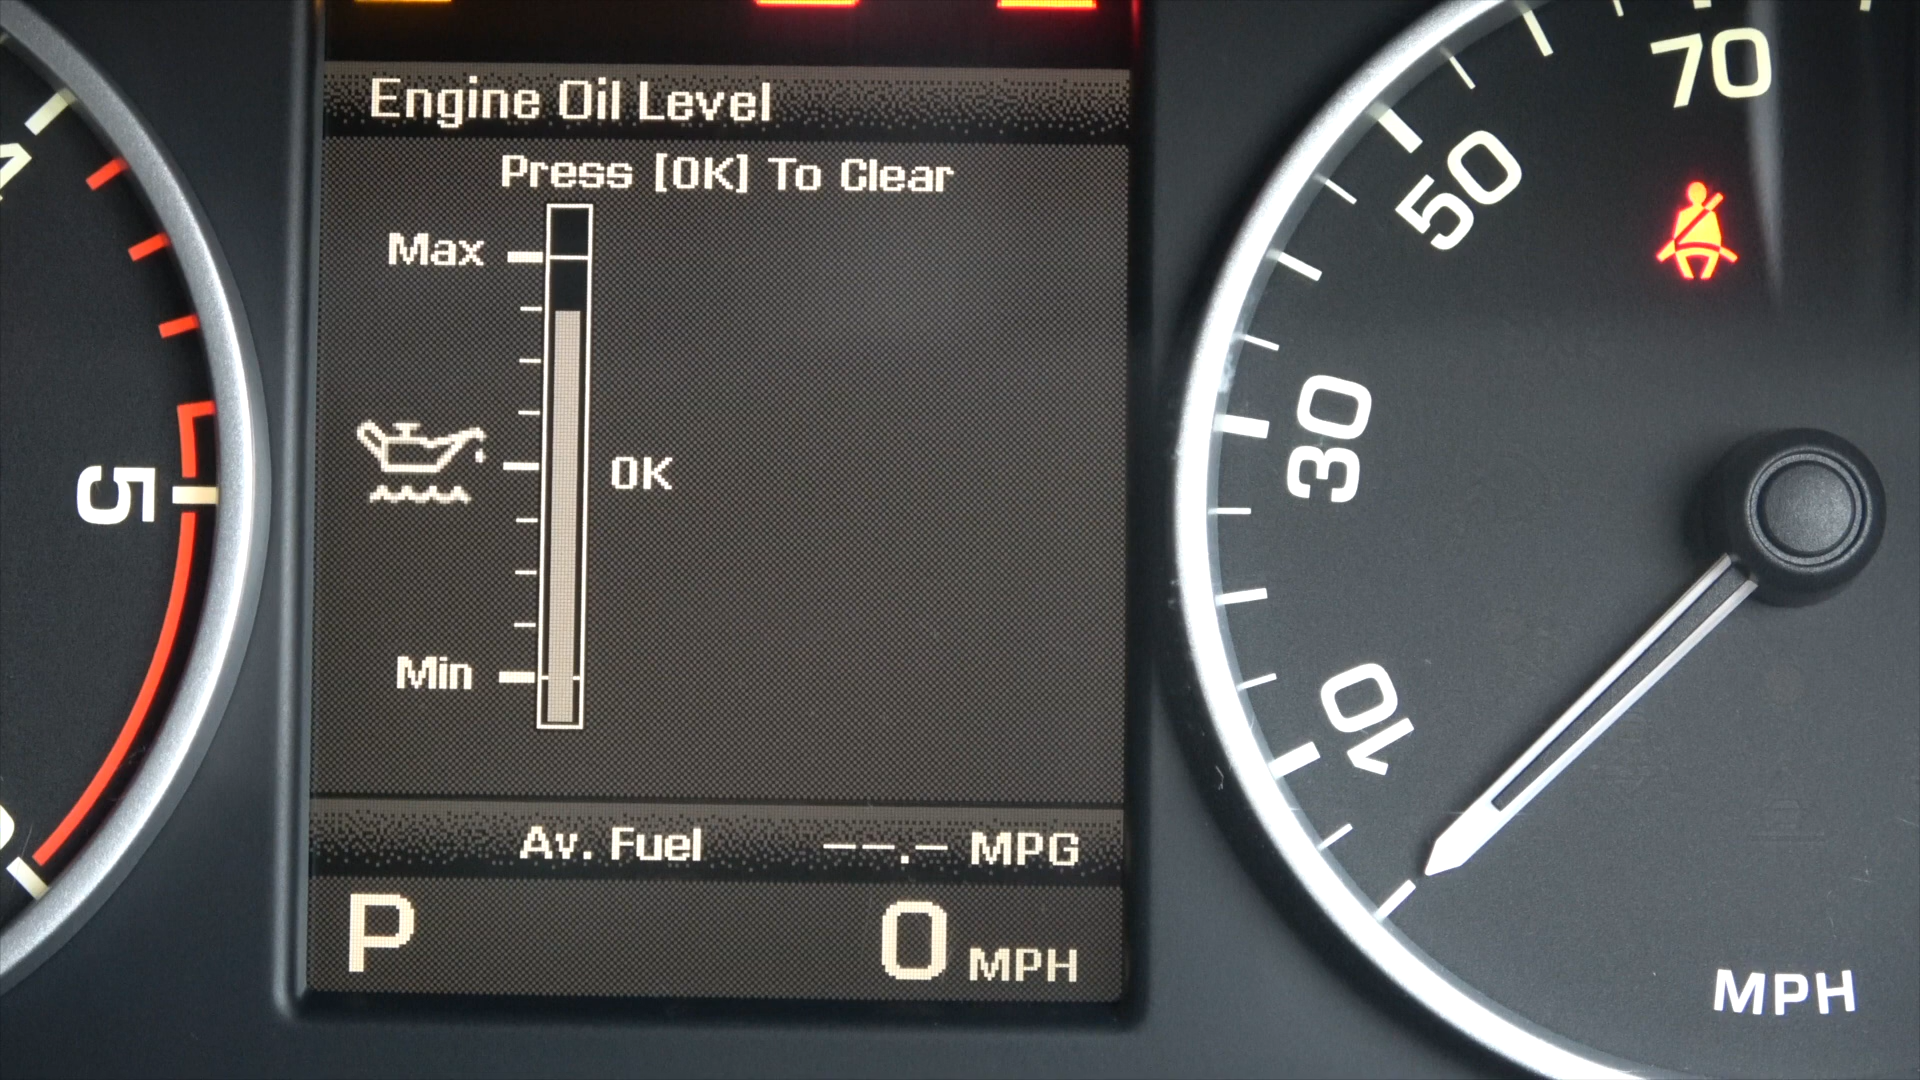 Engine Oil Level
Press [OK] To Clear
Max
OK
Min
Av. Fuel --.- MPG
P 0 MPH
5
10
30
50
70
MPH